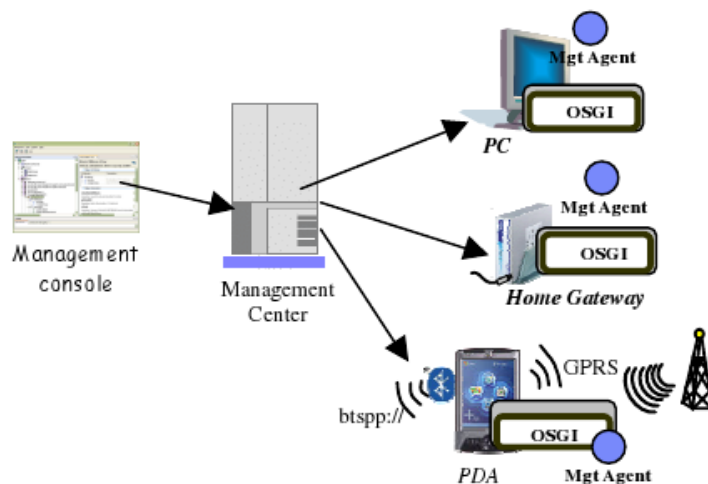 Mgt Agent
OSGI
PC
Mgt Agent
OSGI
Home Gateway
Management
console
Management
Center
GPRS
btspp://
OSGI
PDA
Mgt Agent